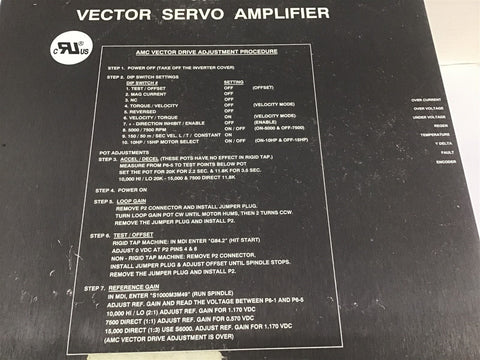 VECTOR SERVO AMPLIFIER
c RU US
AMC VECTOR DRIVE ADJUSTMENT PROCEDURE
STEP 1. POWER OFF (TAKE OFF THE INVERTER COVER)
STEP 2. DIP SWITCH SETTINGS
DIP SWITCH # SETTING
1. TEST / OFFSET OFF (OFFSET)
2. MAG CURRENT OFF
3. NC OFF
4. TORQUE / VELOCITY OFF (VELOCITY MODE)
5. REVERSED OFF
6. VELOCITY / TORQUE ON (VELOCITY MODE)
7. + - DIRECTION INHIBIT / ENABLE OFF (ENABLE)
8. 5000 / 7500 RPM ON / OFF (ON-5000 & OFF-7500)
9. 150 / 50 m / SEC VEL. L / T / CONSTANT ON
10. 10HP / 15HP MOTOR SELECT ON / OFF (ON-10HP & OFF-15HP)
POT ADJUSTMENTS
STEP 3. ACCEL / DECEL (THESE POTS HAVE NO EFFECT IN RIGID TAP.)
MEASURE FROM P6-5 TO TEST POINTS BELOW POT
SET THE POT FOR 20K FOR 2.2 SEG. & 11.8K FOR 3.5 SEC.
10,000 HI / LO 20K - 15,000 & 7500 DIRECT 11.8K
STEP 4. POWER ON
STEP 5. LOOP GAIN
REMOVE P2 CONNECTOR AND INSTALL JUMPER PLUG.
TURN LOOP GAIN POT CW UNTIL MOTOR HUMS, THEN 2 TURNS CCW.
REMOVE THE JUMPER PLUG AND INSTALL P2.
STEP 6. TEST / OFFSET
RIGID TAP MACHINE: IN MDI ENTER "G84.2" (HIT START)
ADJUST 0 VDC AT P2 PINS 4 & 8
NON - RIGID TAP MACHINE: REMOVE P2 CONNECTOR,
INSTALL JUMPER PLUG & ADJUST OFFSET UNTIL SPINDLE STOPS.
REMOVE THE JUMPER PLUG AND INSTALL P2.
STEP 7. REFERENCE GAIN
IN MDI, ENTER "S1000M3M49" (RUN SPINDLE)
ADJUST REF. GAIN AND READ THE VOLTAGE BETWEEN P6-1 AND P6-5
10,000 HI / LO (2:1) ADJUST REF. GAIN FOR 1.170 VDC
7500 DIRECT (1:1) ADJUST REF. GAIN FOR 0.570 VDC
15,000 DIRECT (1:3) USE S6000. ADJUST REF. GAIN FOR 1.170 VDC
(AMC VECTOR DRIVE ADJUSTMENT IS OVER)
OVER CURRENT
OVER VOLTAGE
UNDER VOLTAGE
REGEN
TEMPERATURE
Y DELTA
FAULT
ENCODER